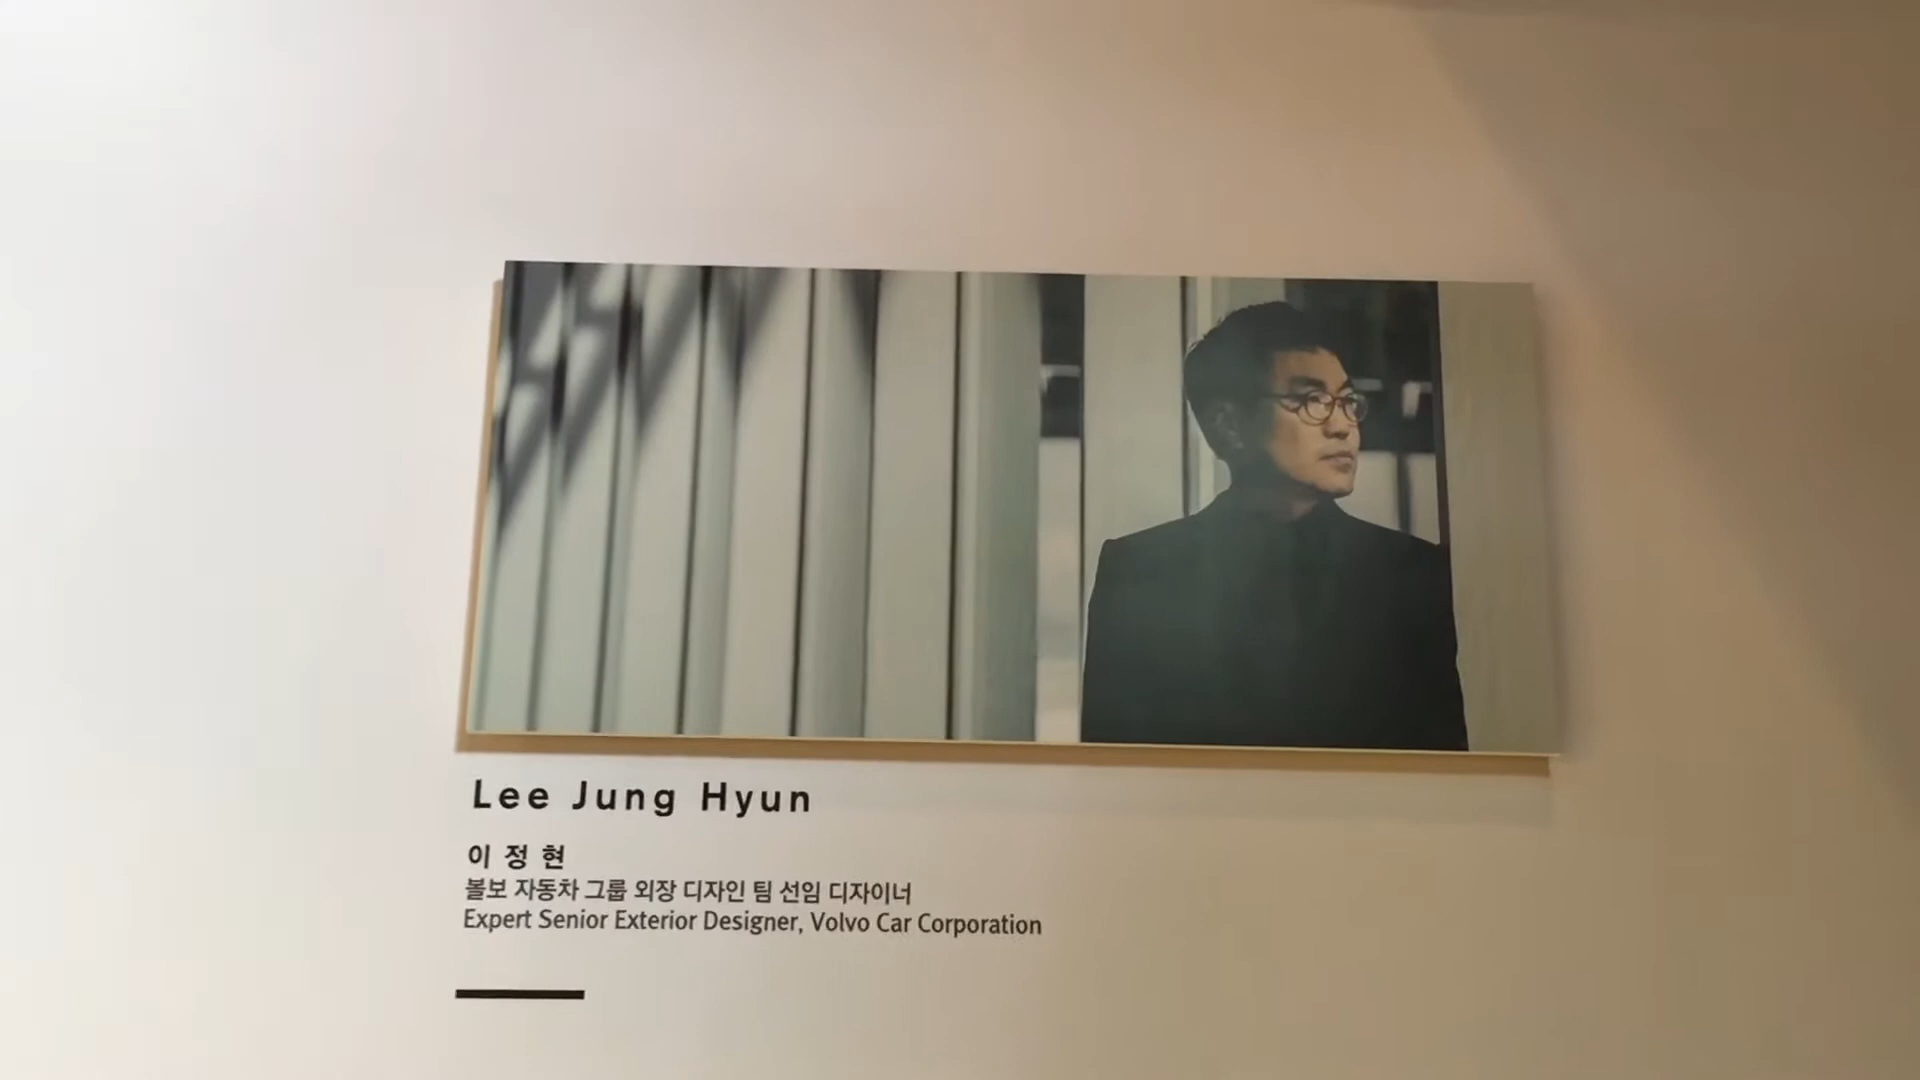 Lee Jung Hyun
이 정 현
볼보 자동차 그룹 외장 디자인 팀 선임 디자이너
Expert Senior Exterior Designer, Volvo Car Corporation